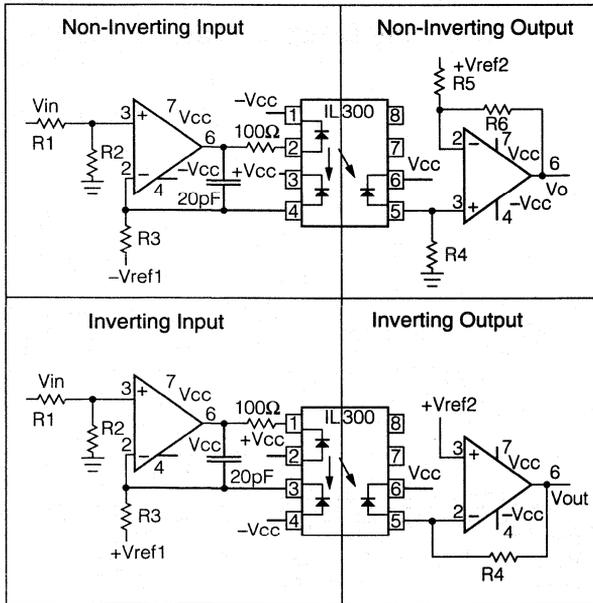 Non-Inverting Input
Non-Inverting Output
+Vref2
R5
Vin
7
Vcc
–Vcc
1
IL300
8
R6
3
+
6
100Ω
R1
2
7
2
–
7
Vcc
R2
–Vcc
+Vcc
3
6
Vcc
6
2
–
4
20pF
4
5
3
+
–Vcc
4
Vo
R3
R4
–Vref1
Inverting Input
Inverting Output
Vin
7
Vcc
100Ω
1
IL300
8
+Vref2
3
+
6
R1
+Vcc
2
7
3
+
7
Vcc
R2
Vcc
Vcc
6
2
–
4
20pF
3
6
Vout
R3
–Vcc
4
5
2
–
–Vcc
4
+Vref1
R4